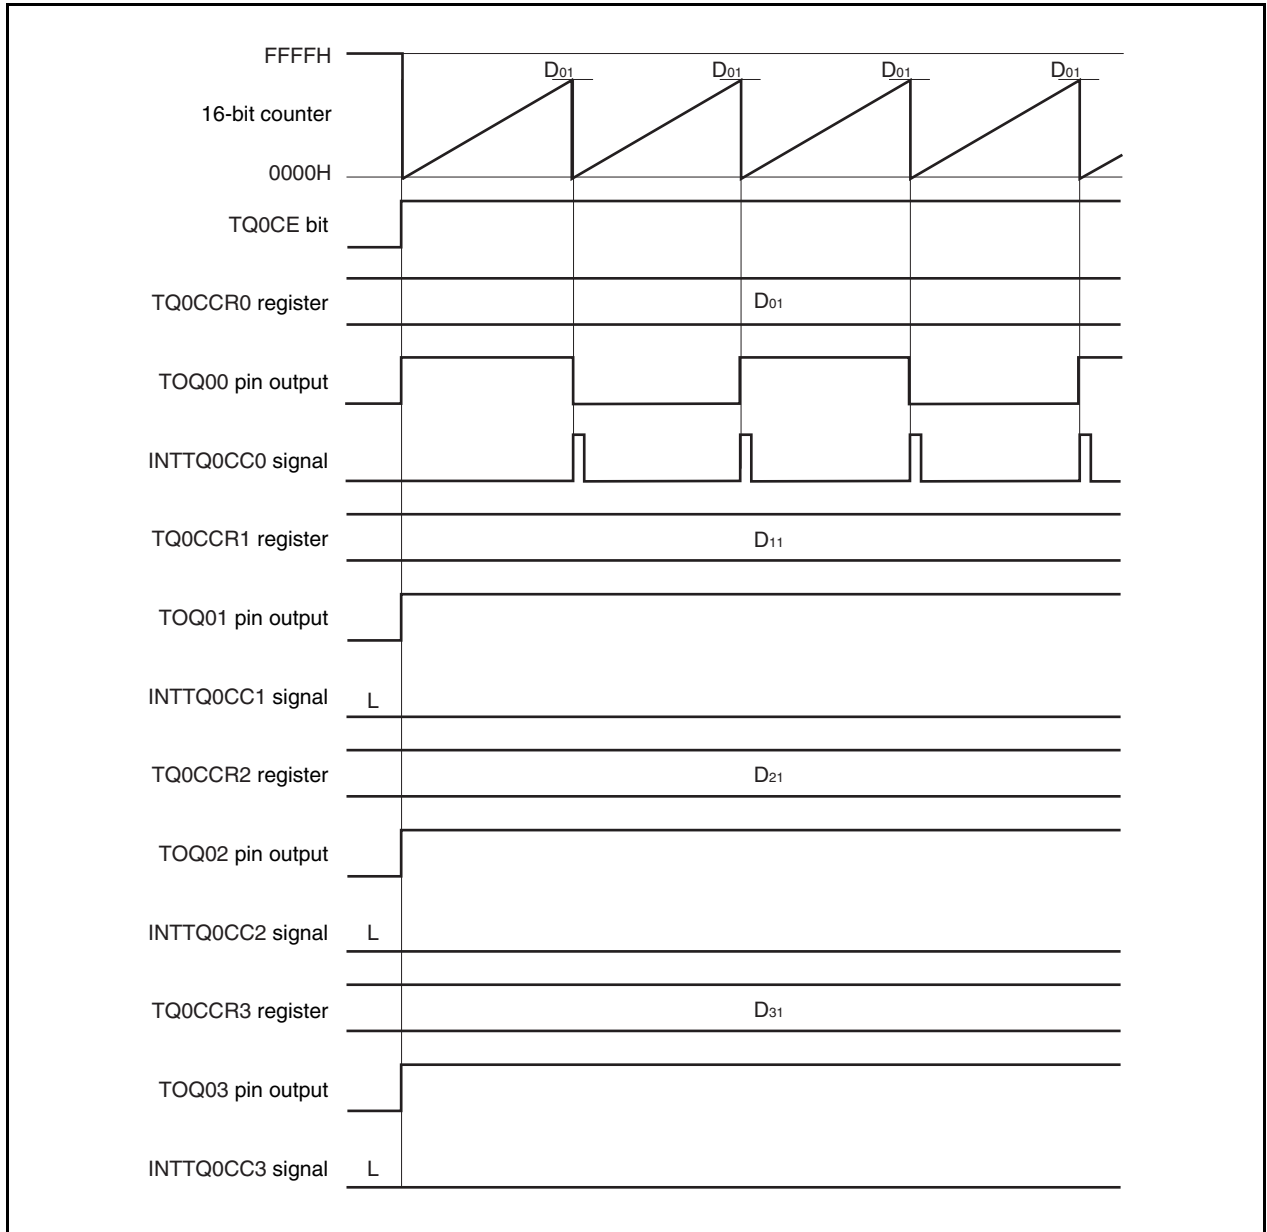 FFFFH
D01 D01 D01 D01
16-bit counter
0000H
TQ0CE bit
TQ0CCR0 register D01
TOQ00 pin output
INTTQ0CC0 signal
TQ0CCR1 register D11
TOQ01 pin output
INTTQ0CC1 signal L
TQ0CCR2 register D21
TOQ02 pin output
INTTQ0CC2 signal L
TQ0CCR3 register D31
TOQ03 pin output
INTTQ0CC3 signal L